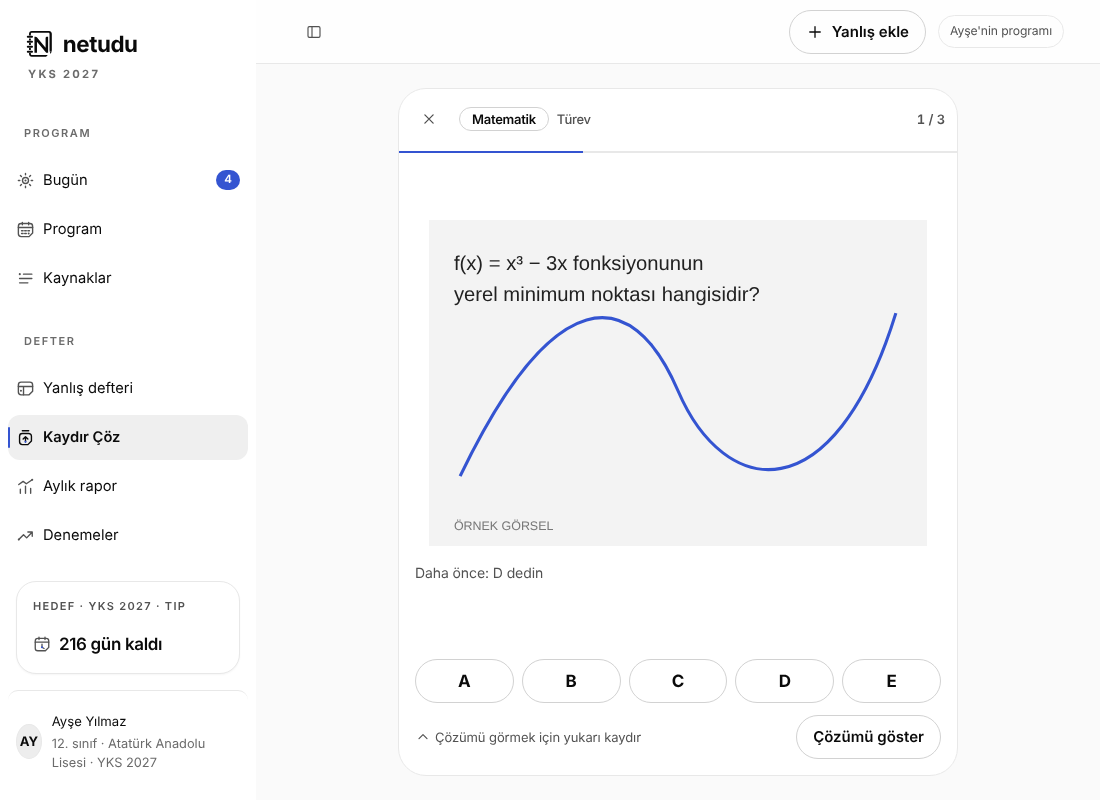 netudu
YKS 2027
PROGRAM
Bugün 4
Program
Kaynaklar
DEFTER
Yanlış defteri
Kaydır Çöz
Aylık rapor
Denemeler
HEDEF · YKS 2027 · TIP
216 gün kaldı
AY
Ayşe Yılmaz
12. sınıf · Atatürk Anadolu
Lisesi · YKS 2027
+ Yanlış ekle
Ayşe'nin programı
Matematik Türev 1 / 3
f(x) = x³ − 3x fonksiyonunun
yerel minimum noktası hangisidir?
ÖRNEK GÖRSEL
Daha önce: D dedin
A B C D E
Çözümü görmek için yukarı kaydır
Çözümü göster